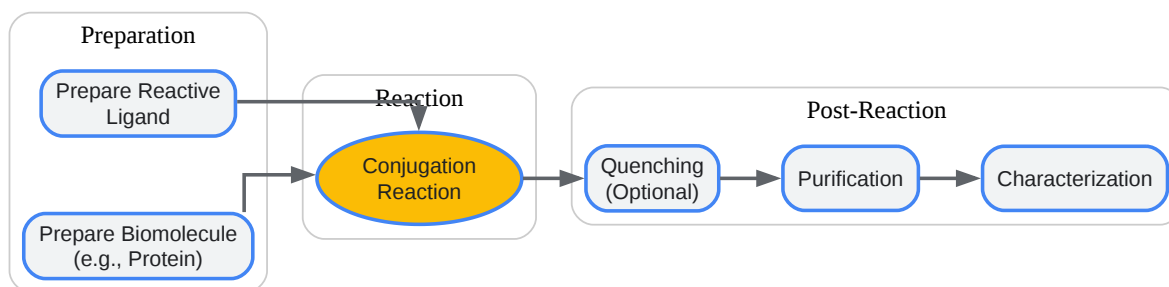 Preparation
Prepare Reactive
Ligand
Prepare Biomolecule
(e.g., Protein)
Reaction
Conjugation
Reaction
Post-Reaction
Quenching
(Optional)
Purification
Characterization